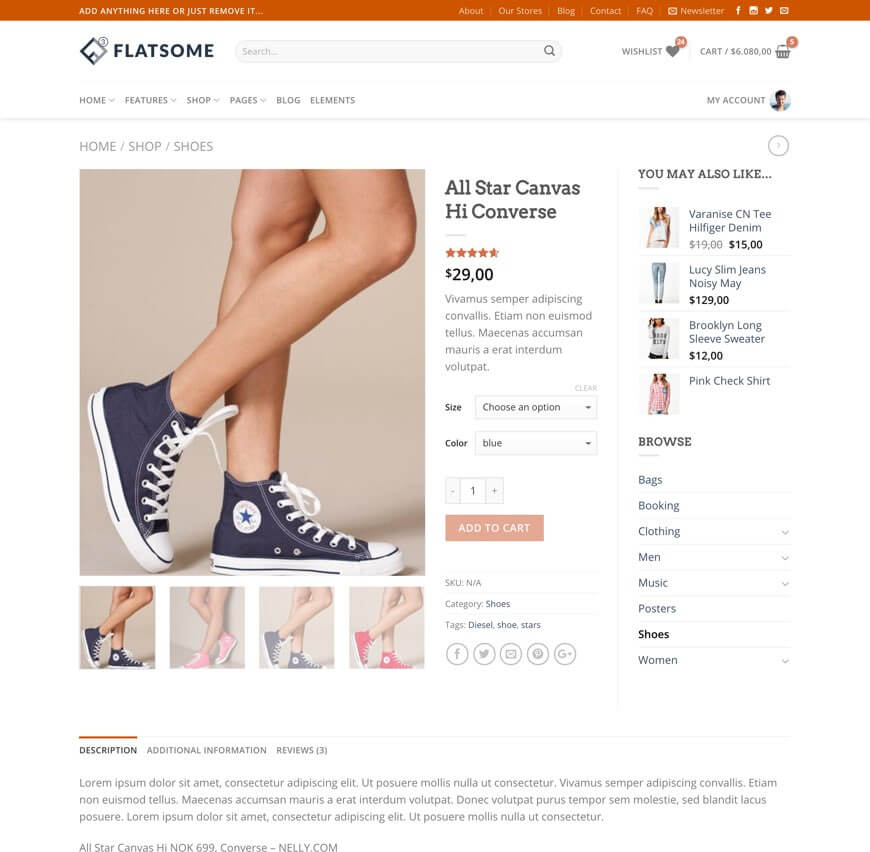 ADD ANYTHING HERE OR JUST REMOVE IT...
About
Our Stores
Blog
Contact
FAQ
Newsletter
3
FLATSOME
Search...
WISHLIST
24
CART / $6.080,00
5
HOME
FEATURES
SHOP
PAGES
BLOG
ELEMENTS
MY ACCOUNT
HOME / SHOP / SHOES
All Star Canvas
Hi Converse
$29,00
Vivamus semper adipiscing
convallis. Etiam non euismod
tellus. Maecenas accumsan
mauris a erat interdum
volutpat.
CLEAR
Size
Choose an option
Color
blue
- 1 +
ADD TO CART
SKU: N/A
Category: Shoes
Tags: Diesel, shoe, stars
G+
YOU MAY ALSO LIKE...
Varanise CN Tee
Hilfiger Denim
$19,00 $15,00
Lucy Slim Jeans
Noisy May
$129,00
Brooklyn Long
Sleeve Sweater
$12,00
Pink Check Shirt
BROWSE
Bags
Booking
Clothing
Men
Music
Posters
Shoes
Women
DESCRIPTION
ADDITIONAL INFORMATION
REVIEWS (3)
Lorem ipsum dolor sit amet, consectetur adipiscing elit. Ut posuere mollis nulla ut consectetur. Vivamus semper adipiscing convallis. Etiam
non euismod tellus. Maecenas accumsan mauris a erat interdum volutpat. Donec volutpat purus tempor sem molestie, sed blandit lacus
posuere. Lorem ipsum dolor sit amet, consectetur adipiscing elit. Ut posuere mollis nulla ut consectetur.
All Star Canvas Hi NOK 699, Converse – NELLY.COM